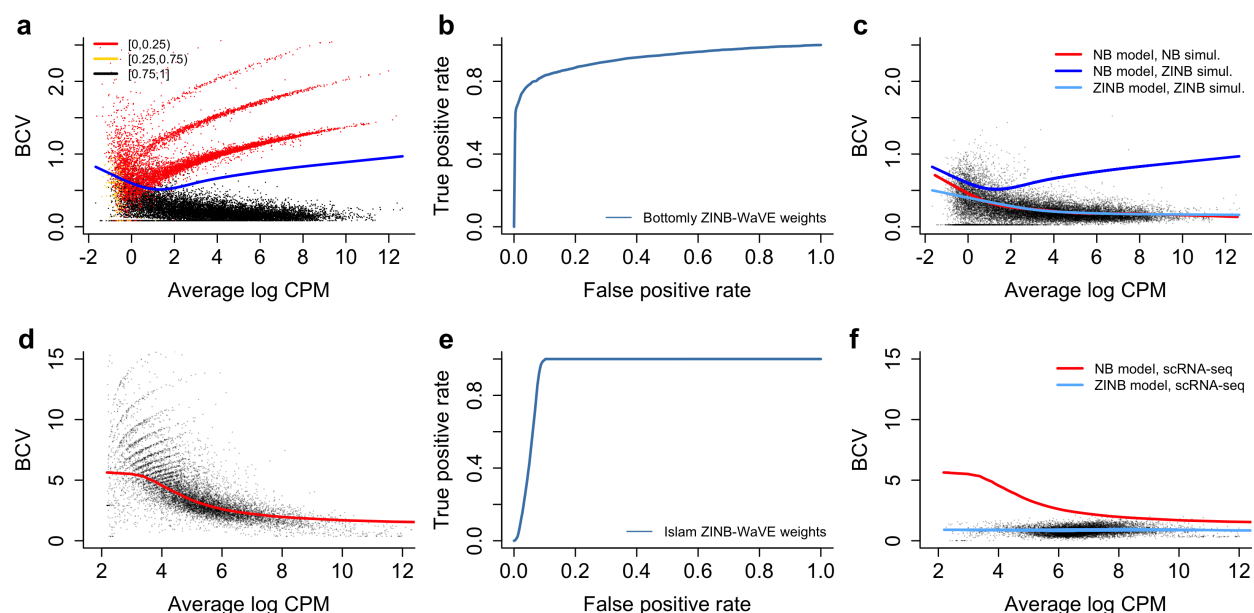 a
[0,0.25)
[0.25,0.75)
[0.75,1]
BCV
0.0
1.0
2.0
-2 0 2 4 6 8 10 12
Average log CPM
b
True positive rate
0.0
0.4
0.8
Bottomly ZINB-WaVE weights
0.0 0.2 0.4 0.6 0.8 1.0
False positive rate
c
NB model, NB simul.
NB model, ZINB simul.
ZINB model, ZINB simul.
BCV
0.0
1.0
2.0
-2 0 2 4 6 8 10 12
Average log CPM
d
BCV
0
5
10
15
2 4 6 8 10 12
Average log CPM
e
True positive rate
0.0
0.4
0.8
Islam ZINB-WaVE weights
0.0 0.2 0.4 0.6 0.8 1.0
False positive rate
f
NB model, scRNA-seq
ZINB model, scRNA-seq
BCV
0
5
10
15
2 4 6 8 10 12
Average log CPM